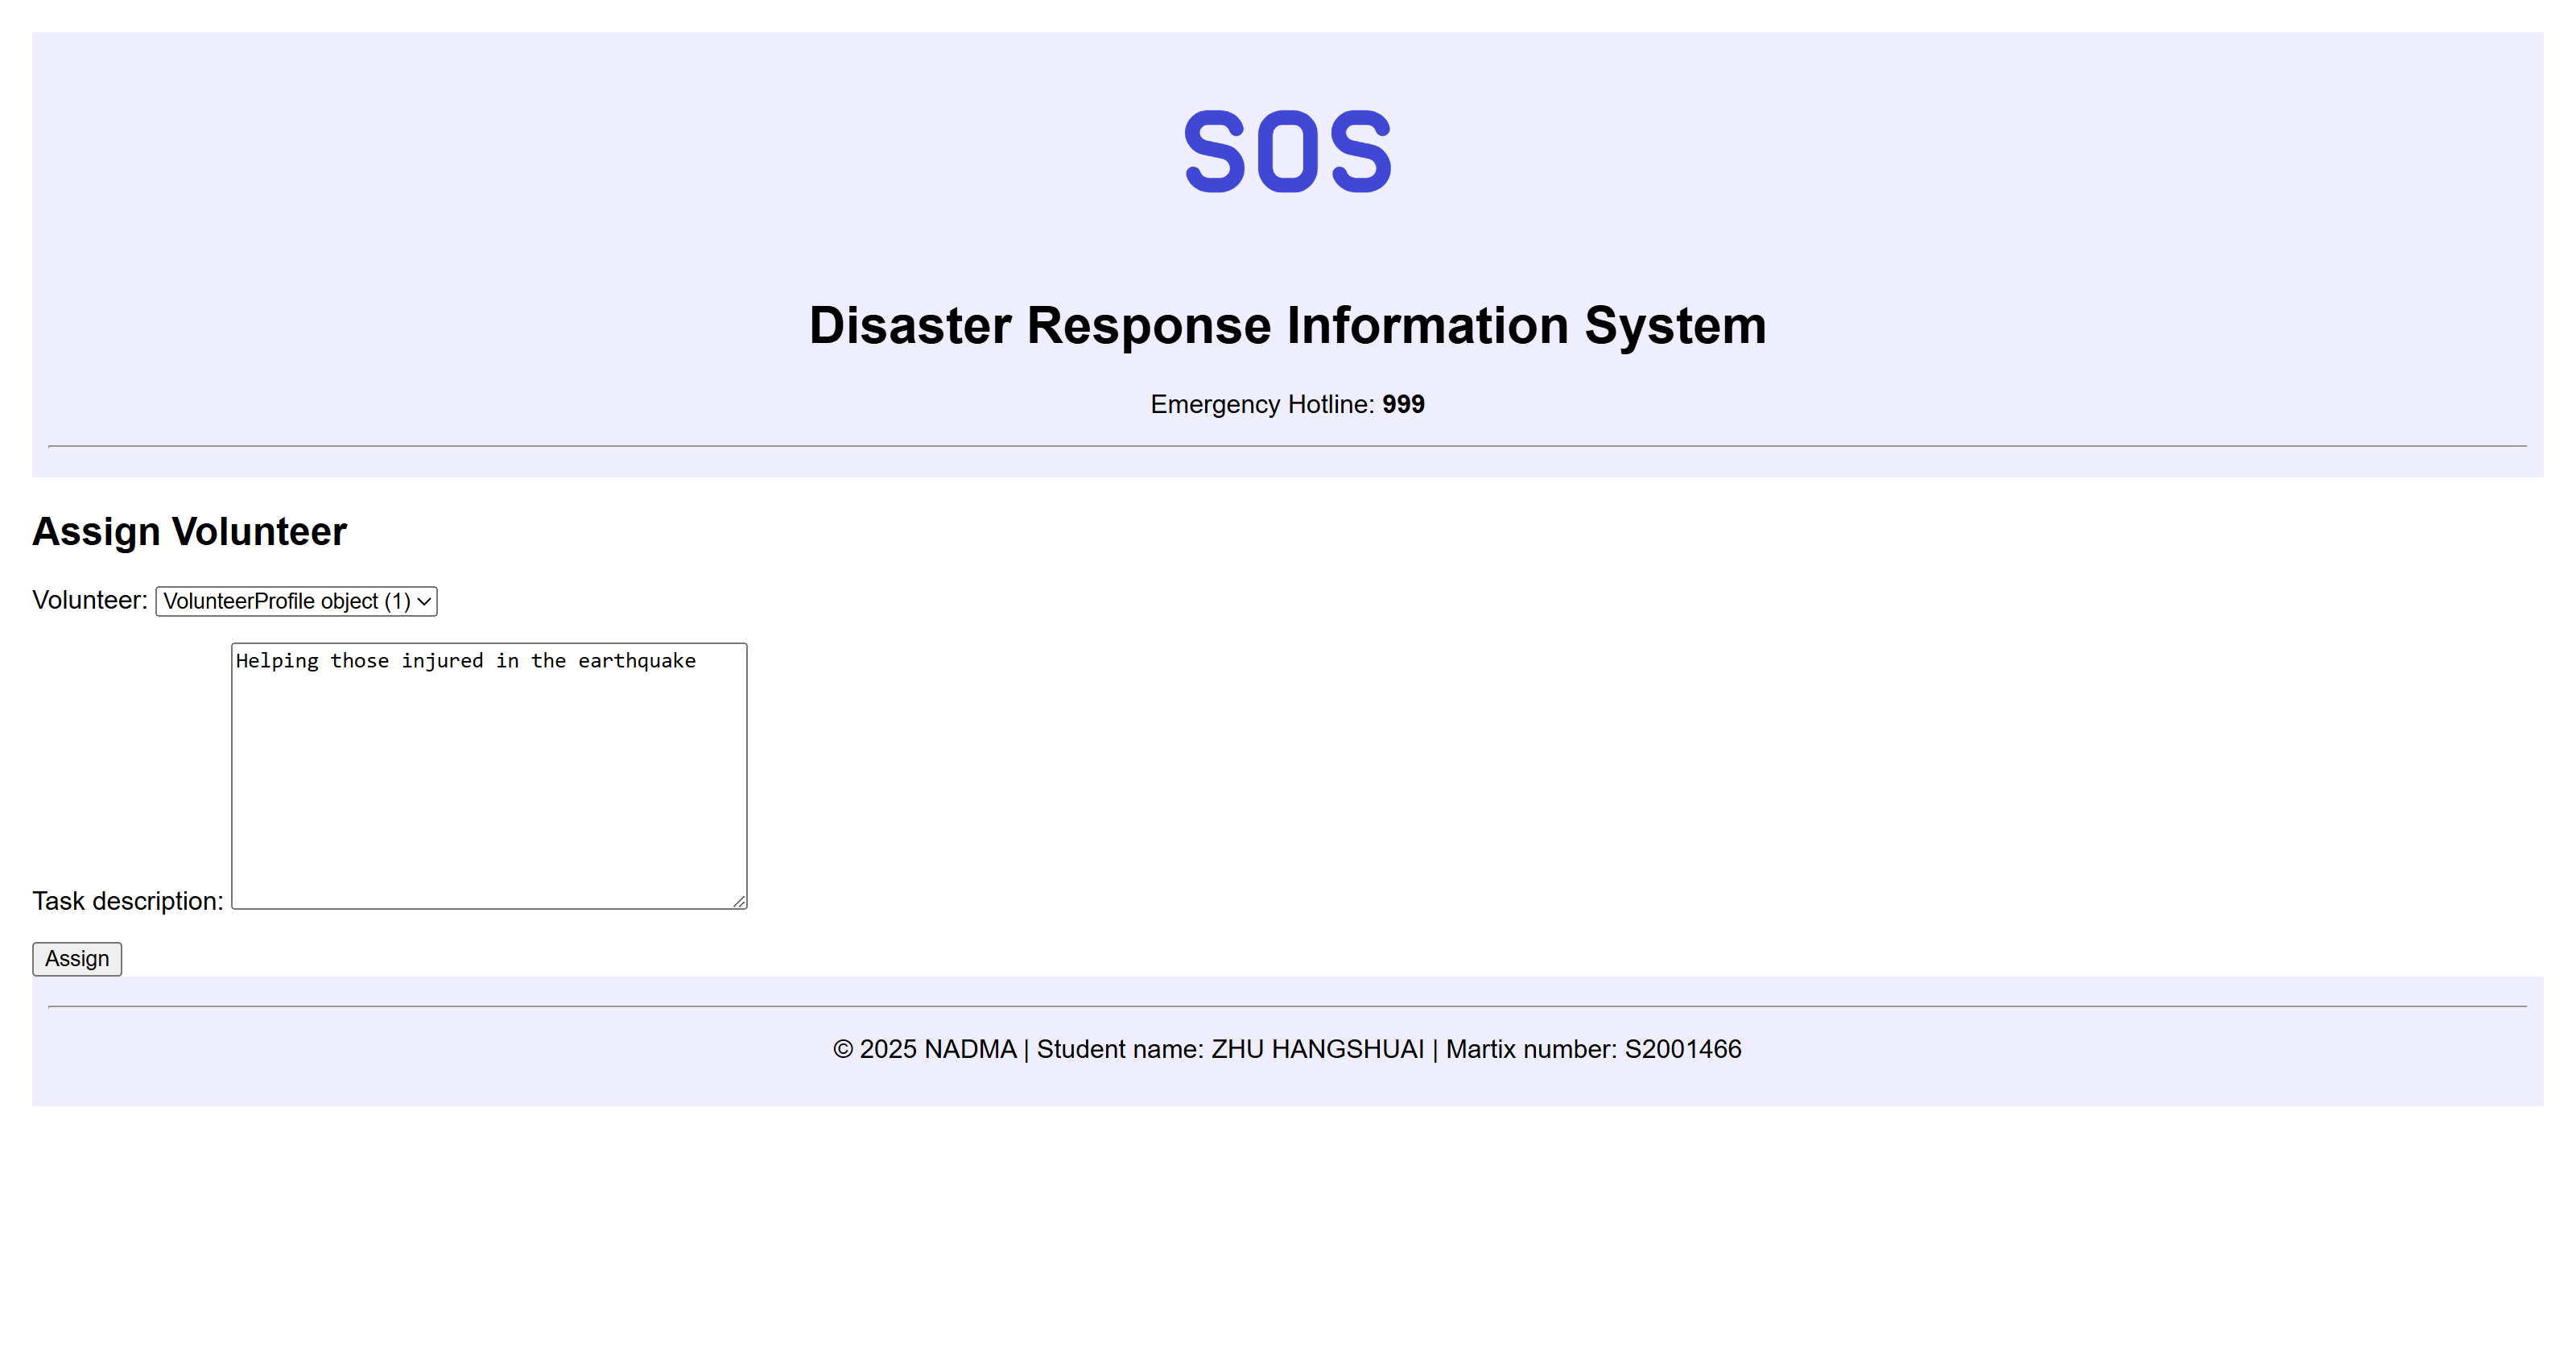 SOS
Disaster Response Information System
Emergency Hotline: 999
Assign Volunteer
Volunteer: VolunteerProfile object (1)
Helping those injured in the earthquake
Task description:
Assign
© 2025 NADMA | Student name: ZHU HANGSHUAI | Martix number: S2001466